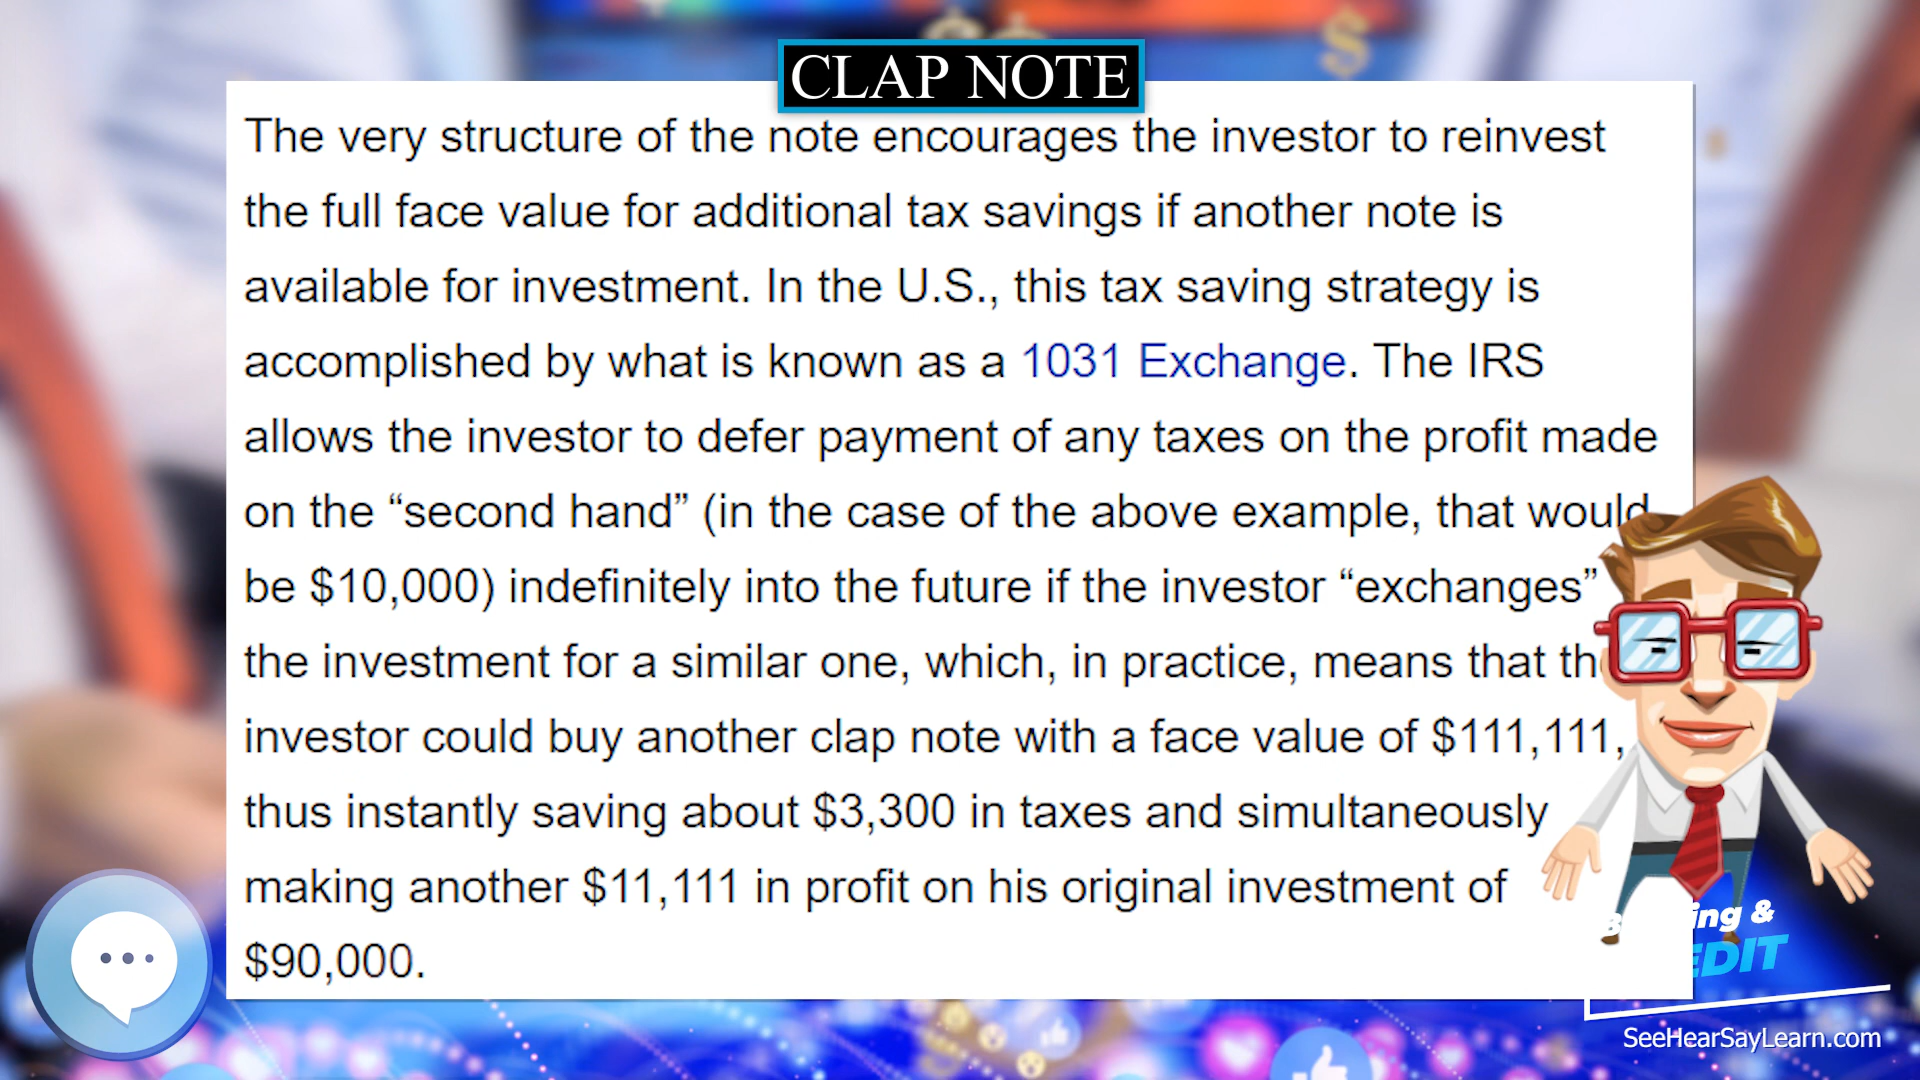 CLAP NOTE
The very structure of the note encourages the investor to reinvest
the full face value for additional tax savings if another note is
available for investment. In the U.S., this tax saving strategy is
accomplished by what is known as a 1031 Exchange. The IRS
allows the investor to defer payment of any taxes on the profit made
on the “second hand” (in the case of the above example, that would
be $10,000) indefinitely into the future if the investor “exchanges”
the investment for a similar one, which, in practice, means that
investor could buy another clap note with a face value of $111,111,
thus instantly saving about $3,300 in taxes and simultaneously
making another $11,111 in profit on his original investment of
$90,000.
&
SeeHearSayLearn.com